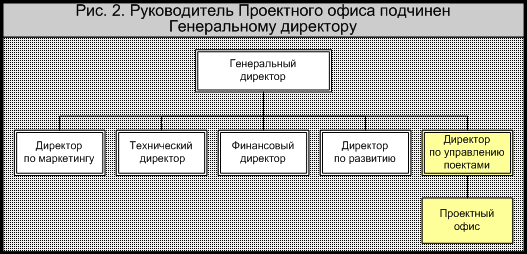 Рис. 2. Руководитель Проектного офиса подчинен
Генеральному директору
Генеральный
директор
Директор
по маркетингу
Технический
директор
Финансовый
директор
Директор
по развитию
Директор
по управлению
поектами
Проектный
офис